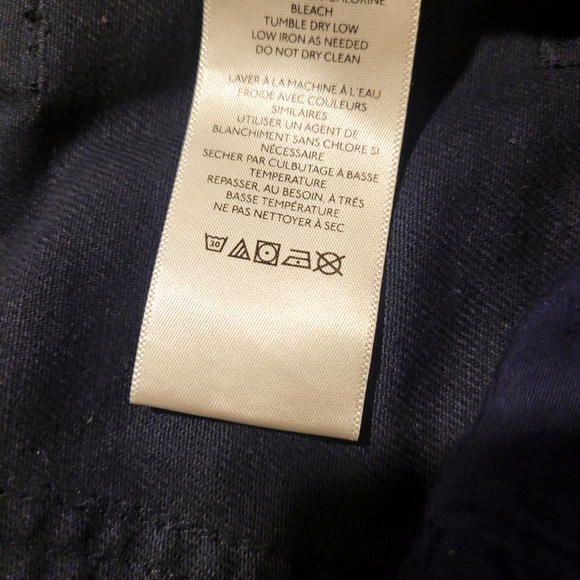 CHLORINE
BLEACH
TUMBLE DRY LOW
LOW IRON AS NEEDED
DO NOT DRY CLEAN
LAVER À LA MACHINE À L'EAU
FROIDE AVEC COULEURS
SIMILAIRES
UTILISER UN AGENT DE
BLANCHIMENT SANS CHLORE SI
NÉCESSAIRE
SECHER PAR CULBUTAGE À BASSE
TEMPERATURE
REPASSER, AU BESOIN, À TRÉS
BASSE TEMPÉRATURE
NE PAS NETTOYER À SEC
30